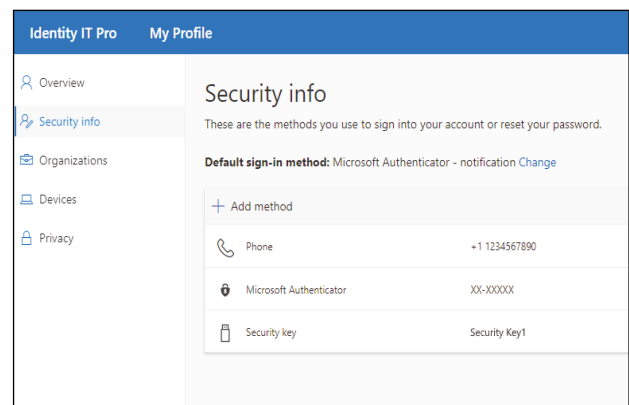 Identity IT Pro My Profile
Overview
Security info
Organizations
Devices
Privacy
Security info
These are the methods you use to sign into your account or reset your password.
Default sign-in method: Microsoft Authenticator - notification Change
+ Add method
Phone +1 1234567890
Microsoft Authenticator XX-XXXXX
Security key Security Key1